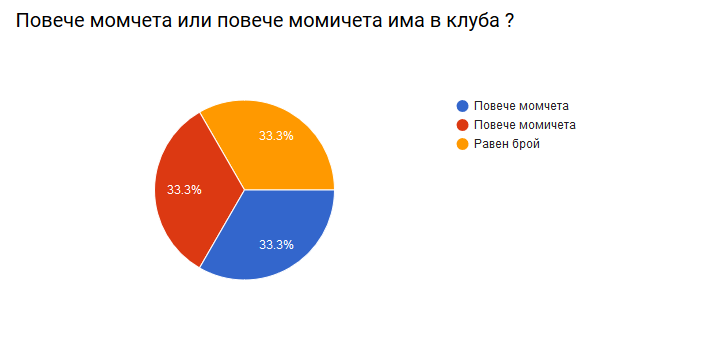 Повече момчета или повече момичета има в клуба ?
Повече момчета
Повече момичета
Равен брой
33.3%
33.3%
33.3%